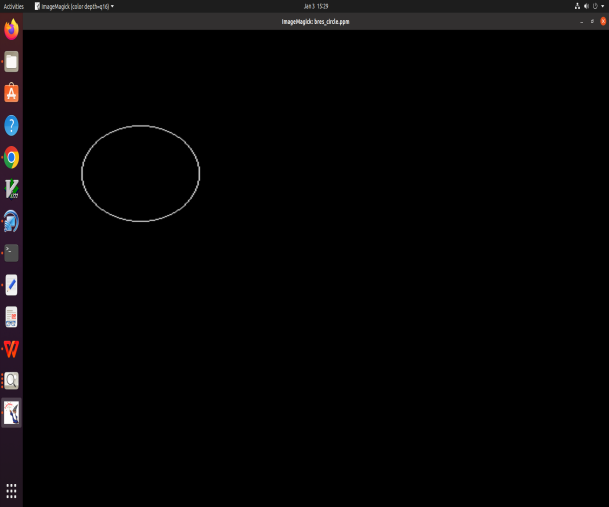 Activities
ImageMagick (color depth=q16)
Jan 3 15:29
ImageMagick: bres_circle.ppm